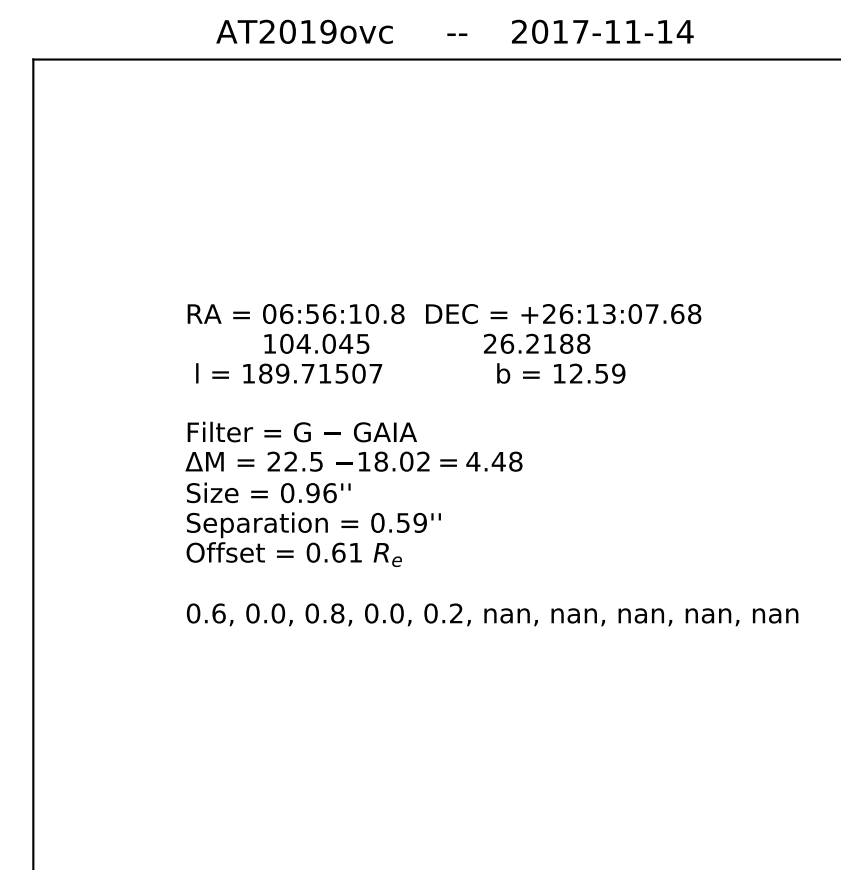 AT2019ovc -- 2017-11-14
RA = 06:56:10.8 DEC = +26:13:07.68
104.045 26.2188
l = 189.71507 b = 12.59
Filter = G − GAIA
ΔM = 22.5 −18.02 = 4.48
Size = 0.96''
Separation = 0.59''
Offset = 0.61 Re
0.6, 0.0, 0.8, 0.0, 0.2, nan, nan, nan, nan, nan